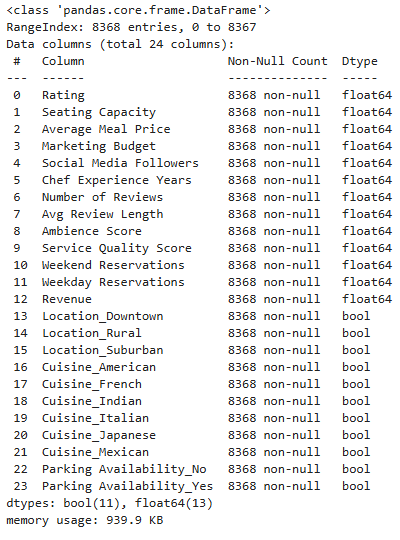 <class 'pandas.core.frame.DataFrame'>
RangeIndex: 8368 entries, 0 to 8367
Data columns (total 24 columns):
 #   Column                   Non-Null Count  Dtype
---  ------                   --------------  -----
 0   Rating                   8368 non-null   float64
 1   Seating Capacity         8368 non-null   float64
 2   Average Meal Price       8368 non-null   float64
 3   Marketing Budget         8368 non-null   float64
 4   Social Media Followers   8368 non-null   float64
 5   Chef Experience Years    8368 non-null   float64
 6   Number of Reviews        8368 non-null   float64
 7   Avg Review Length        8368 non-null   float64
 8   Ambience Score           8368 non-null   float64
 9   Service Quality Score    8368 non-null   float64
 10  Weekend Reservations     8368 non-null   float64
 11  Weekday Reservations     8368 non-null   float64
 12  Revenue                  8368 non-null   float64
 13  Location_Downtown        8368 non-null   bool
 14  Location_Rural           8368 non-null   bool
 15  Location_Suburban        8368 non-null   bool
 16  Cuisine_American         8368 non-null   bool
 17  Cuisine_French           8368 non-null   bool
 18  Cuisine_Indian           8368 non-null   bool
 19  Cuisine_Italian          8368 non-null   bool
 20  Cuisine_Japanese         8368 non-null   bool
 21  Cuisine_Mexican          8368 non-null   bool
 22  Parking Availability_No  8368 non-null   bool
 23  Parking Availability_Yes 8368 non-null   bool
dtypes: bool(11), float64(13)
memory usage: 939.9 KB